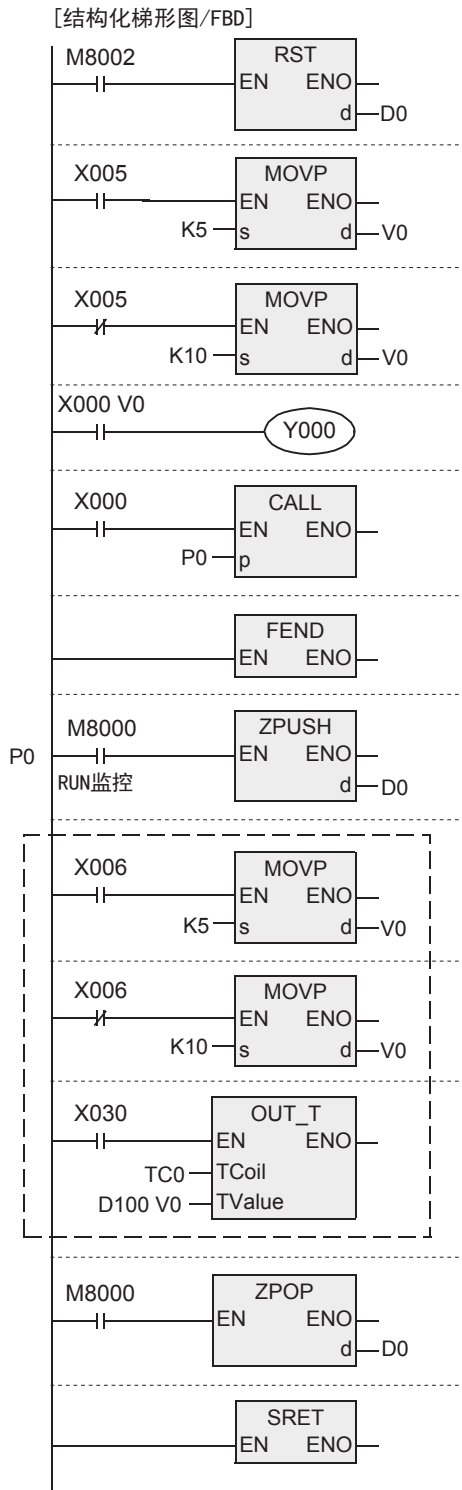 [结构化梯形图/FBD]
M8002
RST
EN ENO
d D0
X005
MOVP
EN ENO
K5 s d V0
X005
MOVP
EN ENO
K10 s d V0
X000 V0
Y000
X000
CALL
EN ENO
P0 p
FEND
EN ENO
M8000
ZPUSH
P0 EN ENO
RUN监控 d D0
X006
MOVP
EN ENO
K5 s d V0
X006
MOVP
EN ENO
K10 s d V0
X030
OUT_T
EN ENO
TC0 TCoil
D100 V0 TValue
M8000
ZPOP
EN ENO
d D0
SRET
EN ENO